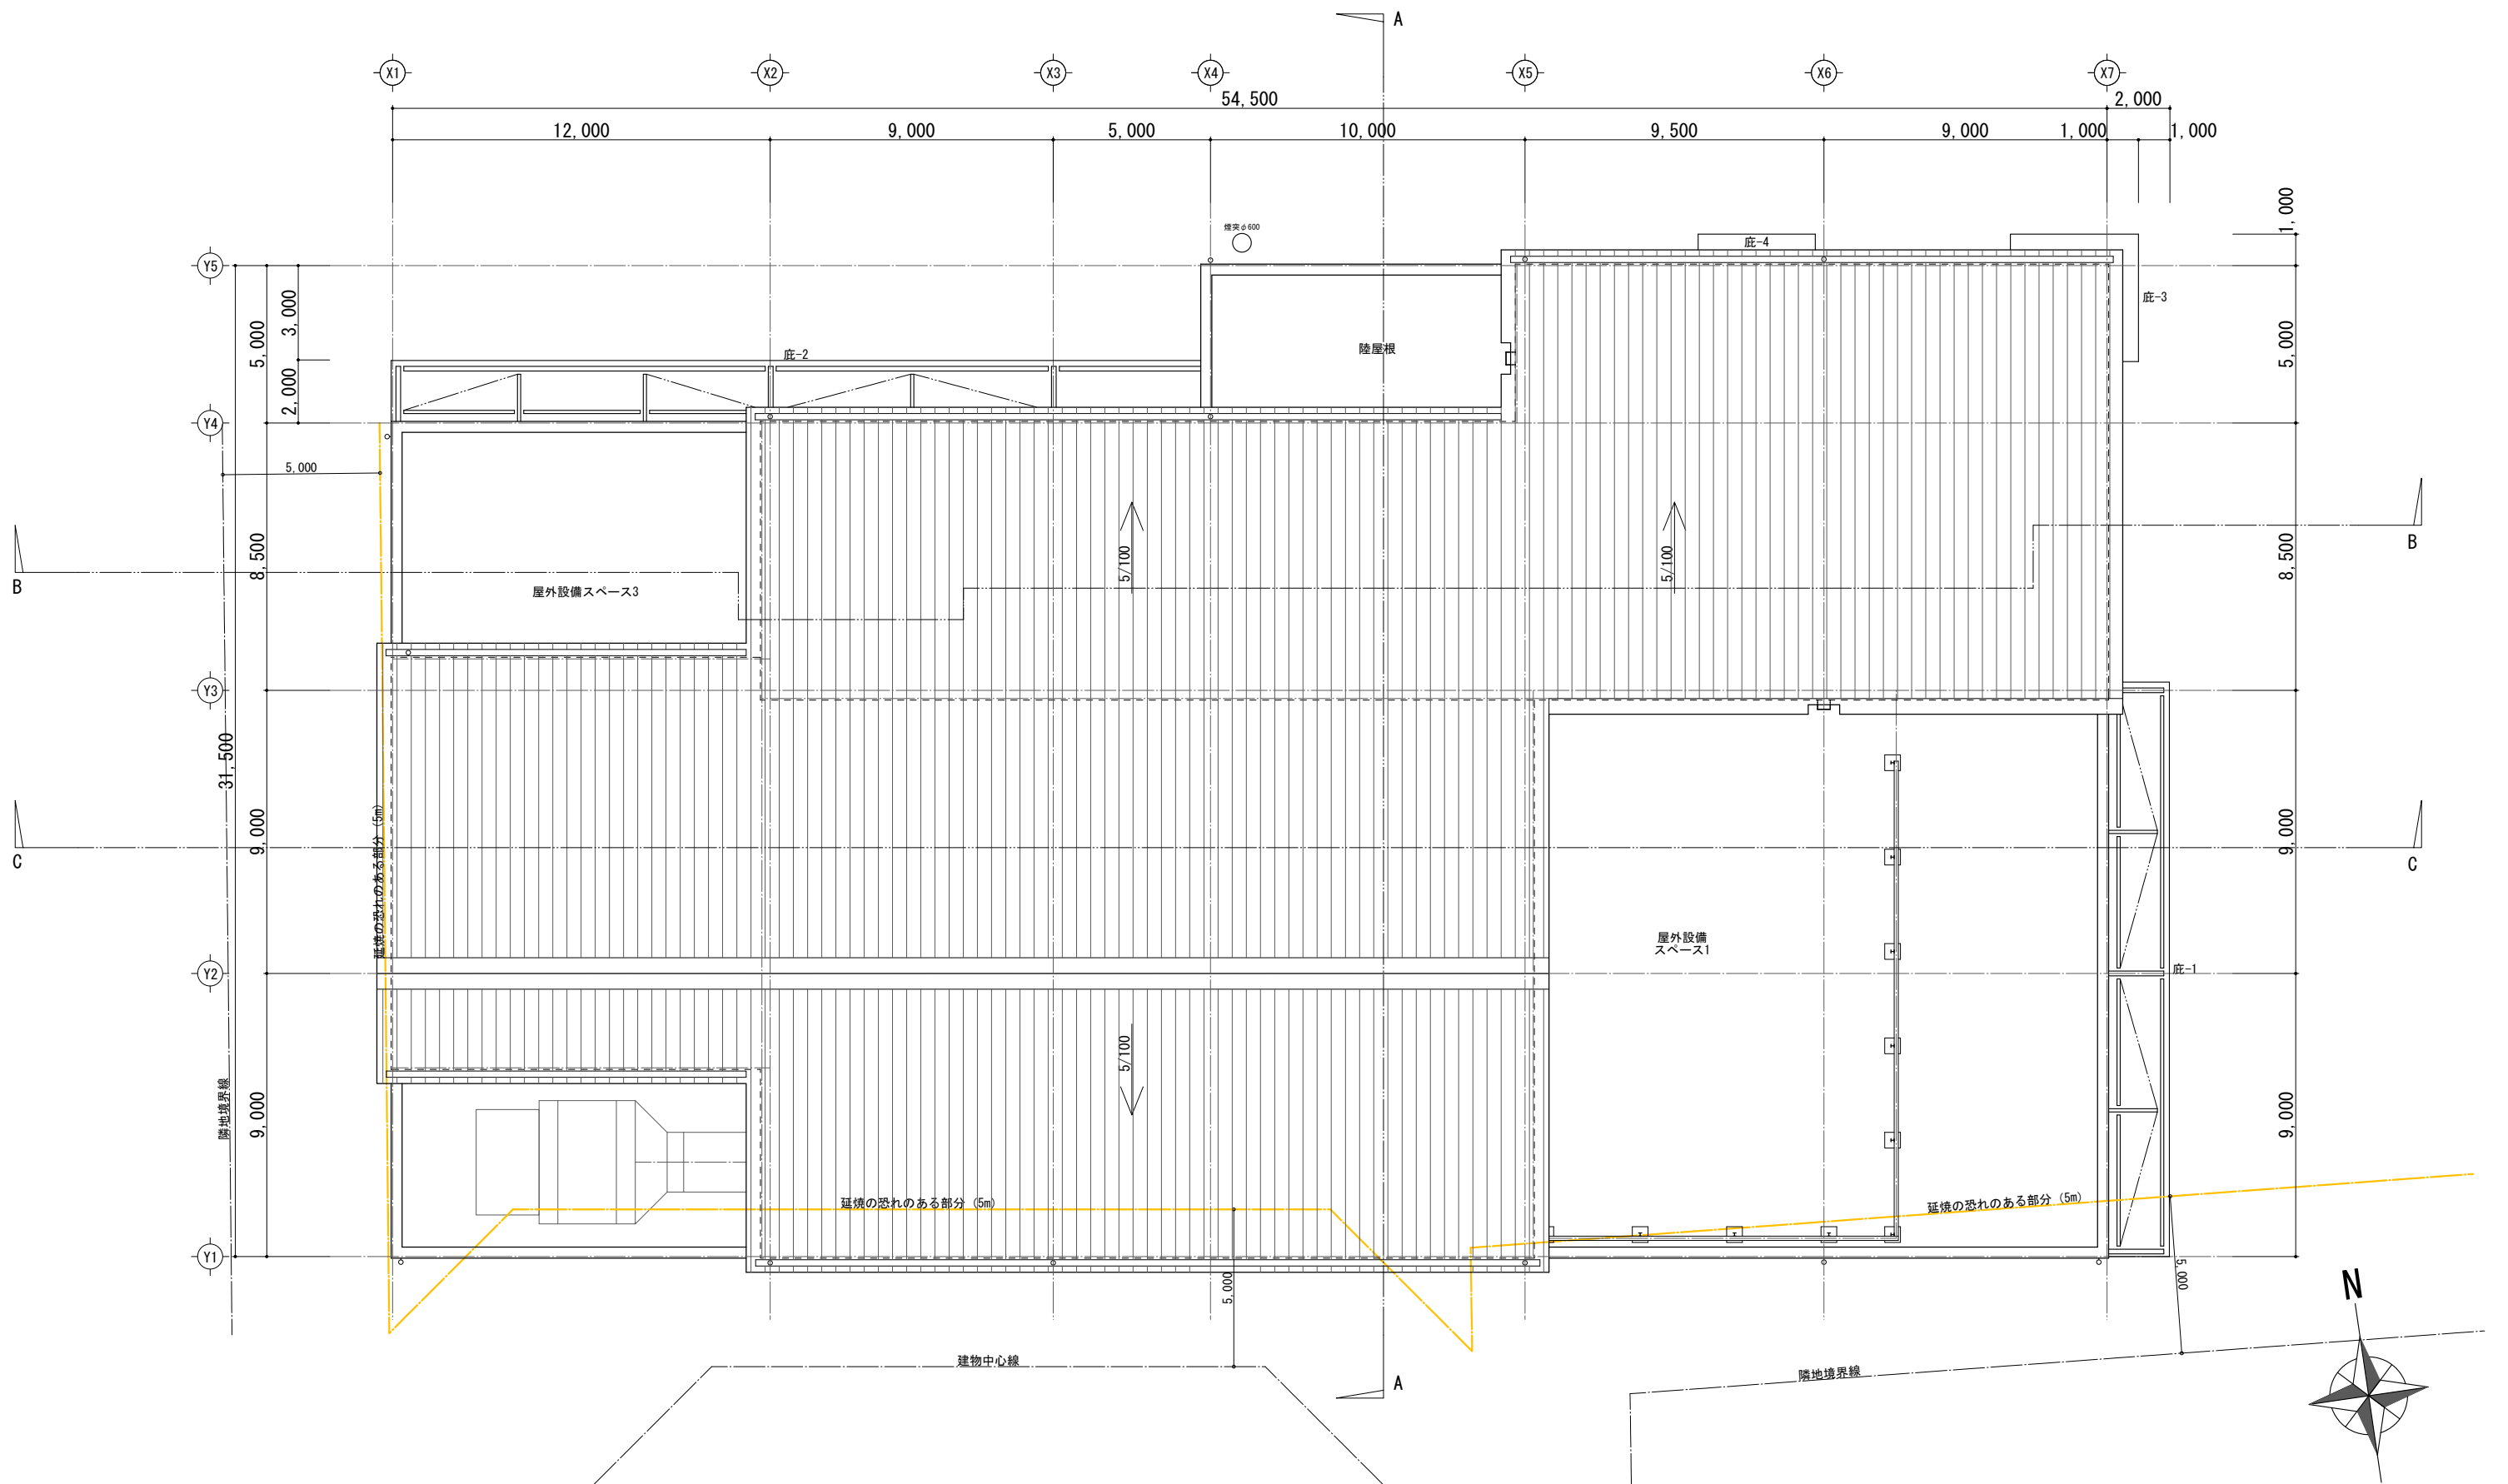 A
X1
X2
X3
X4
X5
X6
X7
54,500
2,000
12,000
9,000
5,000
10,000
9,500
9,000
1,000
1,000
1,000
煙突φ600
庇-4
Y5
庇-3
3,000
5,000
5,000
庇-2
陸屋根
2,000
Y4
5,000
B
B
8,500
5/100
5/100
8,500
屋外設備スペース3
Y3
31,500
9,000
9,000
延焼の恐れのある部分 (5m)
C
C
屋外設備
スペース1
Y2
庇-1
隣地境界線
9,000
5/100
9,000
延焼の恐れのある部分 (5m)
延焼の恐れのある部分 (5m)
Y1
5,000
5,000
N
建物中心線
隣地境界線
A